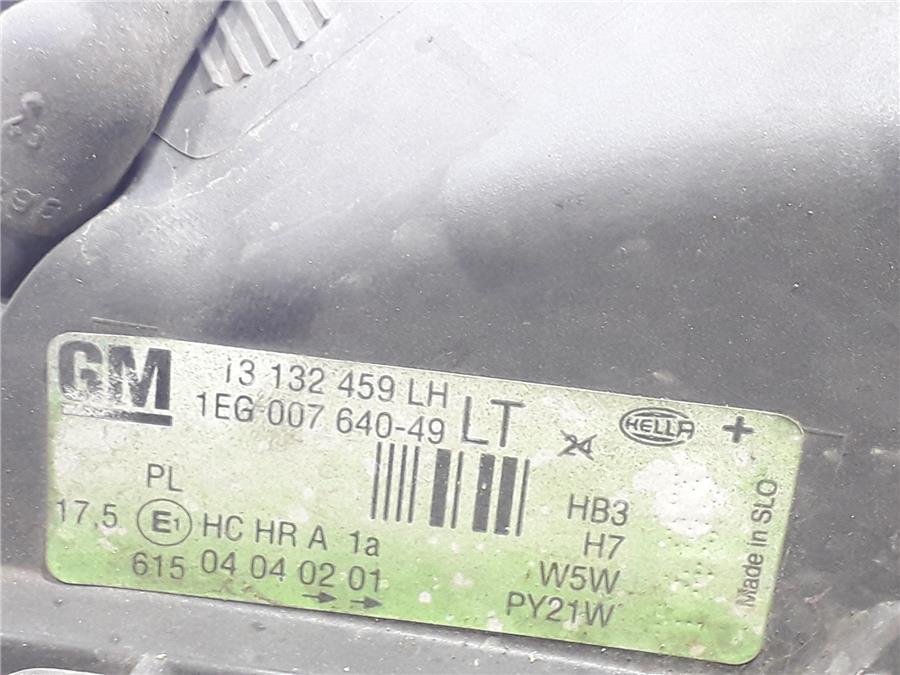 GM
13 132 459 LH
1EG 007 640-49
LT
24
HELLA
+
PL
17,5 E1 HC HR A 1a
615 04 04 02 01
HB3
H7
W5W
PY21W
Made in SLO